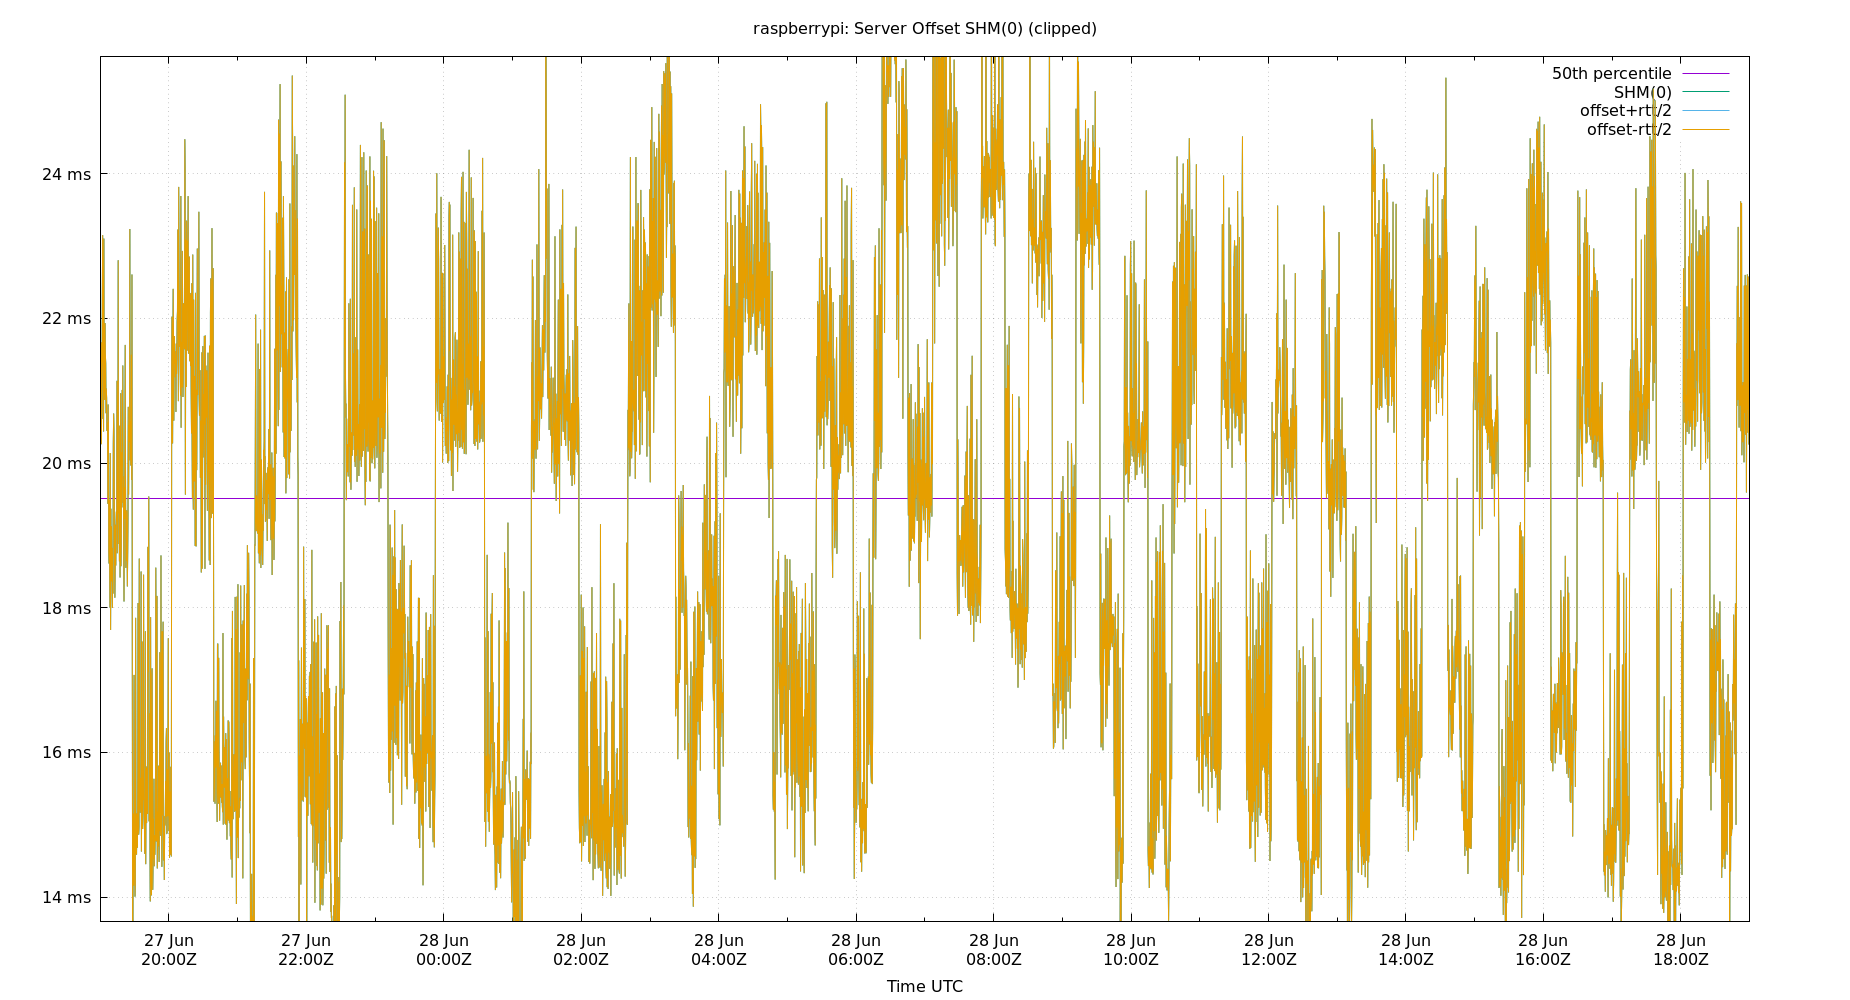 raspberrypi: Server Offset SHM(0) (clipped)
50th percentile
SHM(0)
offset+rtt/2
offset-rtt/2
24 ms
22 ms
20 ms
18 ms
16 ms
14 ms
27 Jun 27 Jun 28 Jun 28 Jun 28 Jun 28 Jun 28 Jun 28 Jun 28 Jun 28 Jun 28 Jun 28 Jun
20:00Z 22:00Z 00:00Z 02:00Z 04:00Z 06:00Z 08:00Z 10:00Z 12:00Z 14:00Z 16:00Z 18:00Z
Time UTC